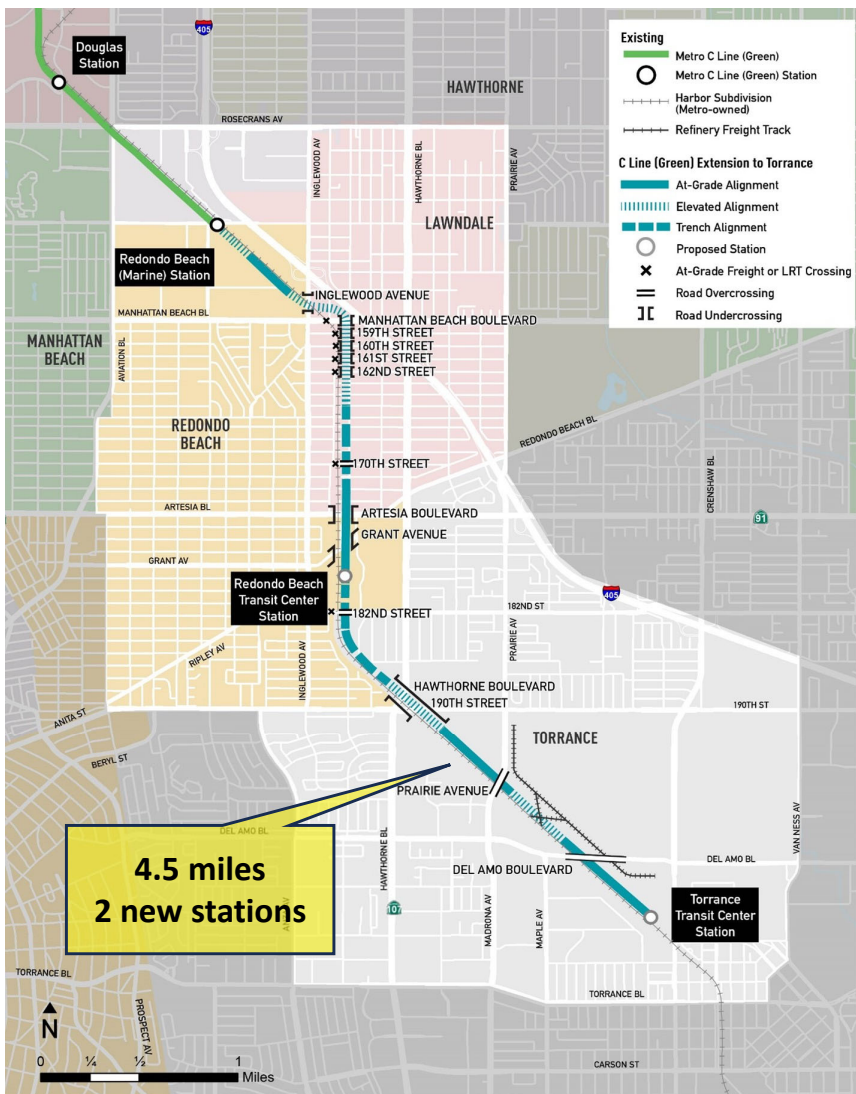 405
Douglas
Station
HAWTHORNE
ROSECRANS AV
INGLEWOOD AV
HAWTHORNE BL
PRAIRIE AV
LAWNDALE
Existing
Metro C Line (Green)
Metro C Line (Green) Station
Harbor Subdivision
(Metro-owned)
Refinery Freight Track
C Line (Green) Extension to Torrance
At-Grade Alignment
Elevated Alignment
Trench Alignment
Proposed Station
At-Grade Freight or LRT Crossing
Road Overcrossing
Road Undercrossing
Redondo Beach
(Marine) Station
INGLEWOOD AVENUE
MANHATTAN BEACH BL
MANHATTAN BEACH BOULEVARD
159TH STREET
160TH STREET
161ST STREET
162ND STREET
MANHATTAN
BEACH
AVIATION BL
REDONDO
BEACH
REDONDO BEACH BL
170TH STREET
CRENSHAW BL
ARTESIA BL
ARTESIA BOULEVARD
91
GRANT AVENUE
GRANT AV
Redondo Beach
Transit Center
Station
405
182ND STREET
182ND ST
RIPLEY AV
INGLEWOOD AV
PRAIRIE AV
HAWTHORNE BOULEVARD
190TH STREET
190TH ST
ANITA ST
BERYL ST
TORRANCE
PRAIRIE AVENUE
VAN NESS AV
DEL AMO BL
4.5 miles
2 new stations
HAWTHORNE BL
107
DEL AMO BOULEVARD
DEL AMO BL
MADRONA AV
MAPLE AV
Torrance
Transit Center
Station
TORRANCE BL
PROSPECT AV
TORRANCE BL
N
0 ¼ ½ 1
Miles
CARSON ST